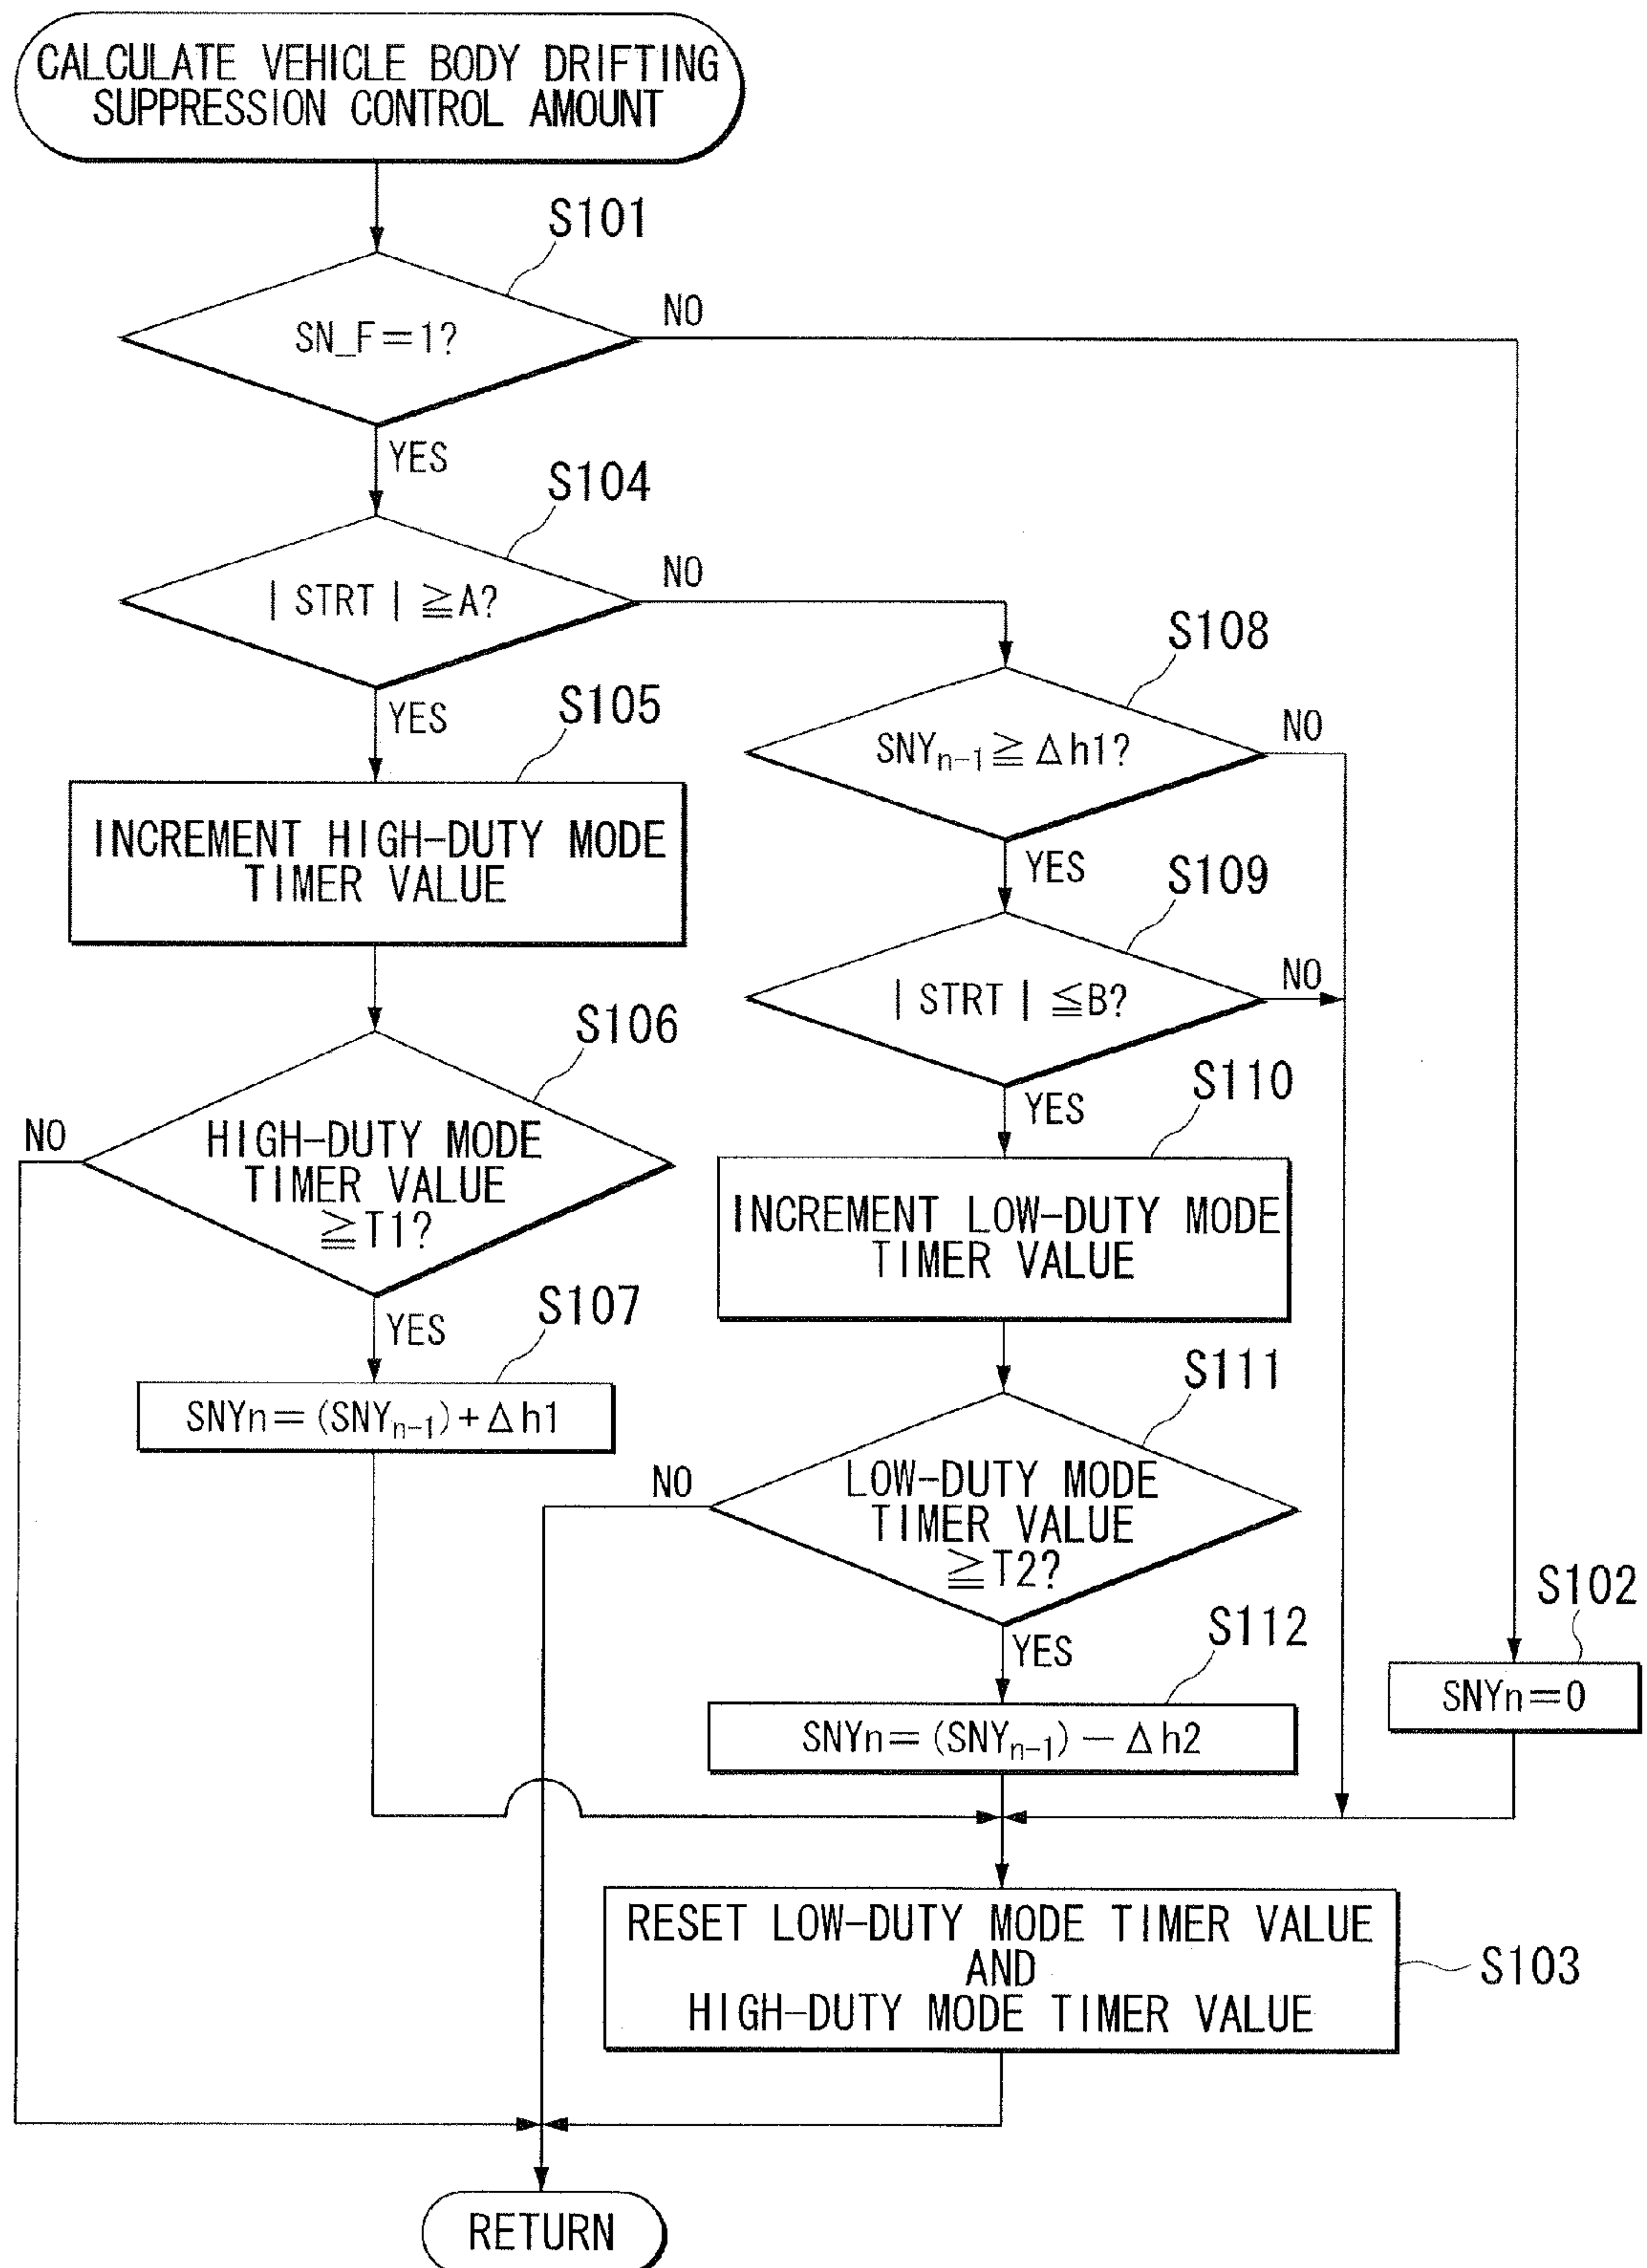 CALCULATE VEHICLE BODY DRIFTING
SUPPRESSION CONTROL AMOUNT
S101
SN_F=1?
NO
YES
S104
| STRT | ≧A?
NO
YES
S105
INCREMENT HIGH-DUTY MODE
TIMER VALUE
S106
HIGH-DUTY MODE
TIMER VALUE
≧T1?
NO
YES
S107
SNYn=(SNYn-1)+Δh1
S108
SNYn-1≧Δh1?
NO
YES
S109
| STRT | ≦B?
NO
YES
S110
INCREMENT LOW-DUTY MODE
TIMER VALUE
S111
LOW-DUTY MODE
TIMER VALUE
≧T2?
NO
YES
S112
SNYn=(SNYn-1)-Δh2
S102
SNYn=0
RESET LOW-DUTY MODE TIMER VALUE
AND
HIGH-DUTY MODE TIMER VALUE
S103
RETURN